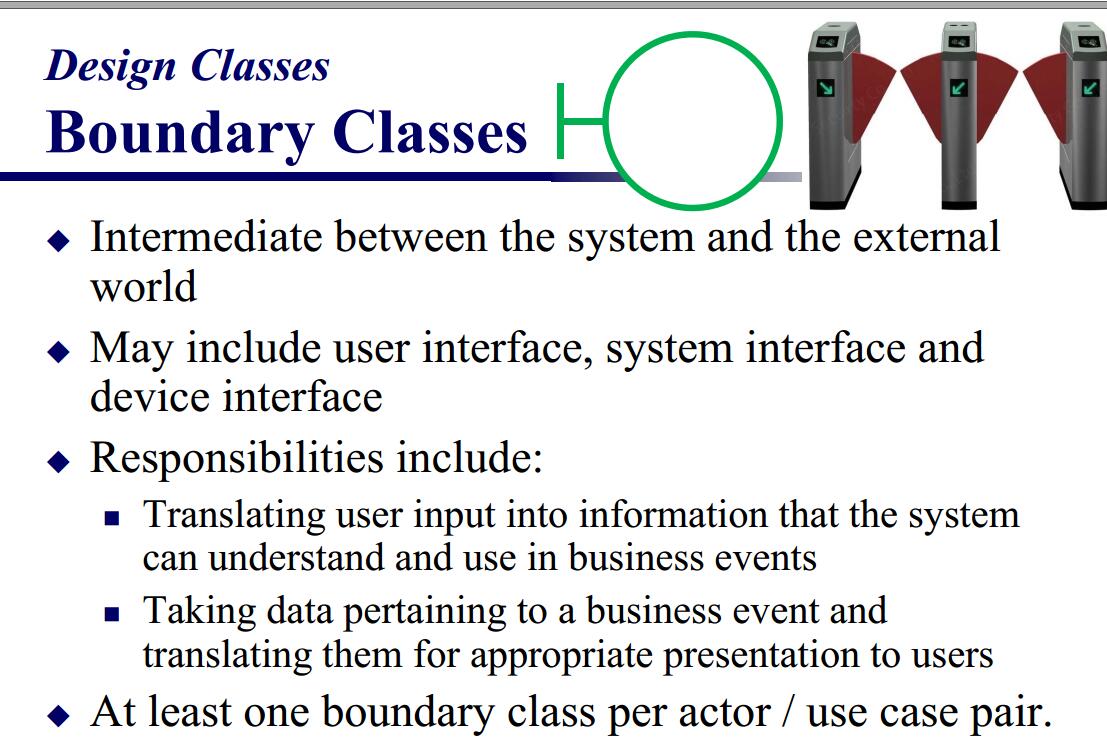 Design Classes
Boundary Classes
Intermediate between the system and the external
world
May include user interface, system interface and
device interface
Responsibilities include:
Translating user input into information that the system
can understand and use in business events
Taking data pertaining to a business event and
translating them for appropriate presentation to users
At least one boundary class per actor / use case pair.